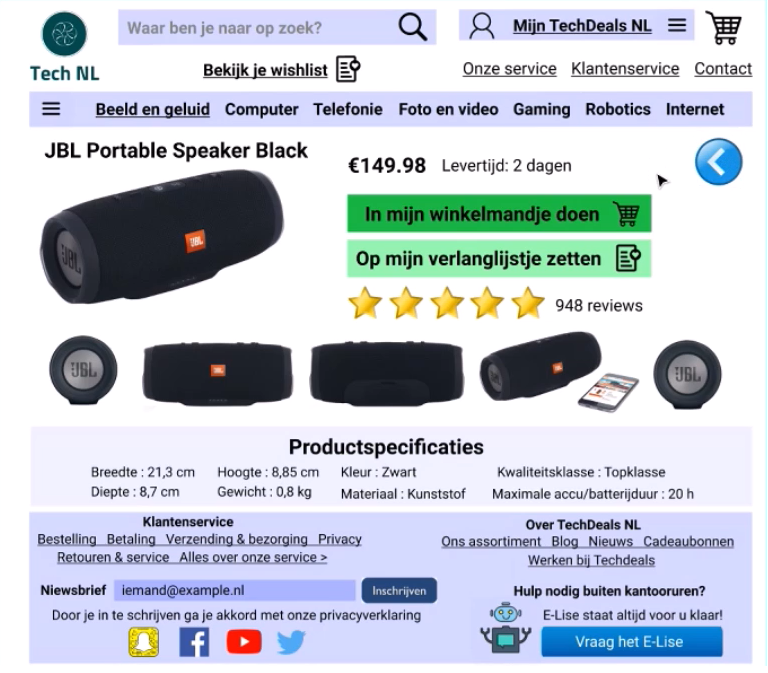 Waar ben je naar op zoek?
Mijn TechDeals NL
Tech NL
Bekijk je wishlist
Onze service Klantenservice Contact
Beeld en geluid Computer Telefonie Foto en video Gaming Robotics Internet
JBL Portable Speaker Black
€149.98 Levertijd: 2 dagen
In mijn winkelmandje doen
Op mijn verlanglijstje zetten
948 reviews
JBL
JBL
JBL
JBL
Productspecificaties
Breedte : 21,3 cm Hoogte : 8,85 cm Kleur : Zwart Kwaliteitsklasse : Topklasse
Diepte : 8,7 cm Gewicht : 0,8 kg Materiaal : Kunststof Maximale accu/batterijduur : 20 h
Klantenservice
Bestelling Betaling Verzending & bezorging Privacy
Retouren & service Alles over onze service >
Over TechDeals NL
Ons assortiment Blog Nieuws Cadeaubonnen
Werken bij Techdeals
Niewsbrief iemand@example.nl Inschrijven
Door je in te schrijven ga je akkord met onze privacyverklaring
Hulp nodig buiten kantooruren?
E-Lise staat altijd voor u klaar!
Vraag het E-Lise